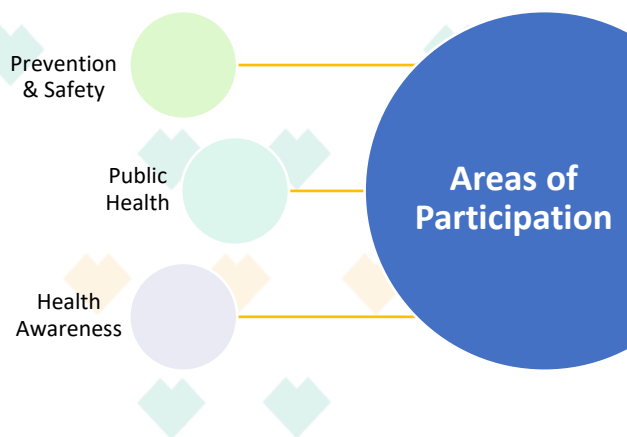 Prevention
& Safety
Public
Health
Areas of
Participation
Health
Awareness